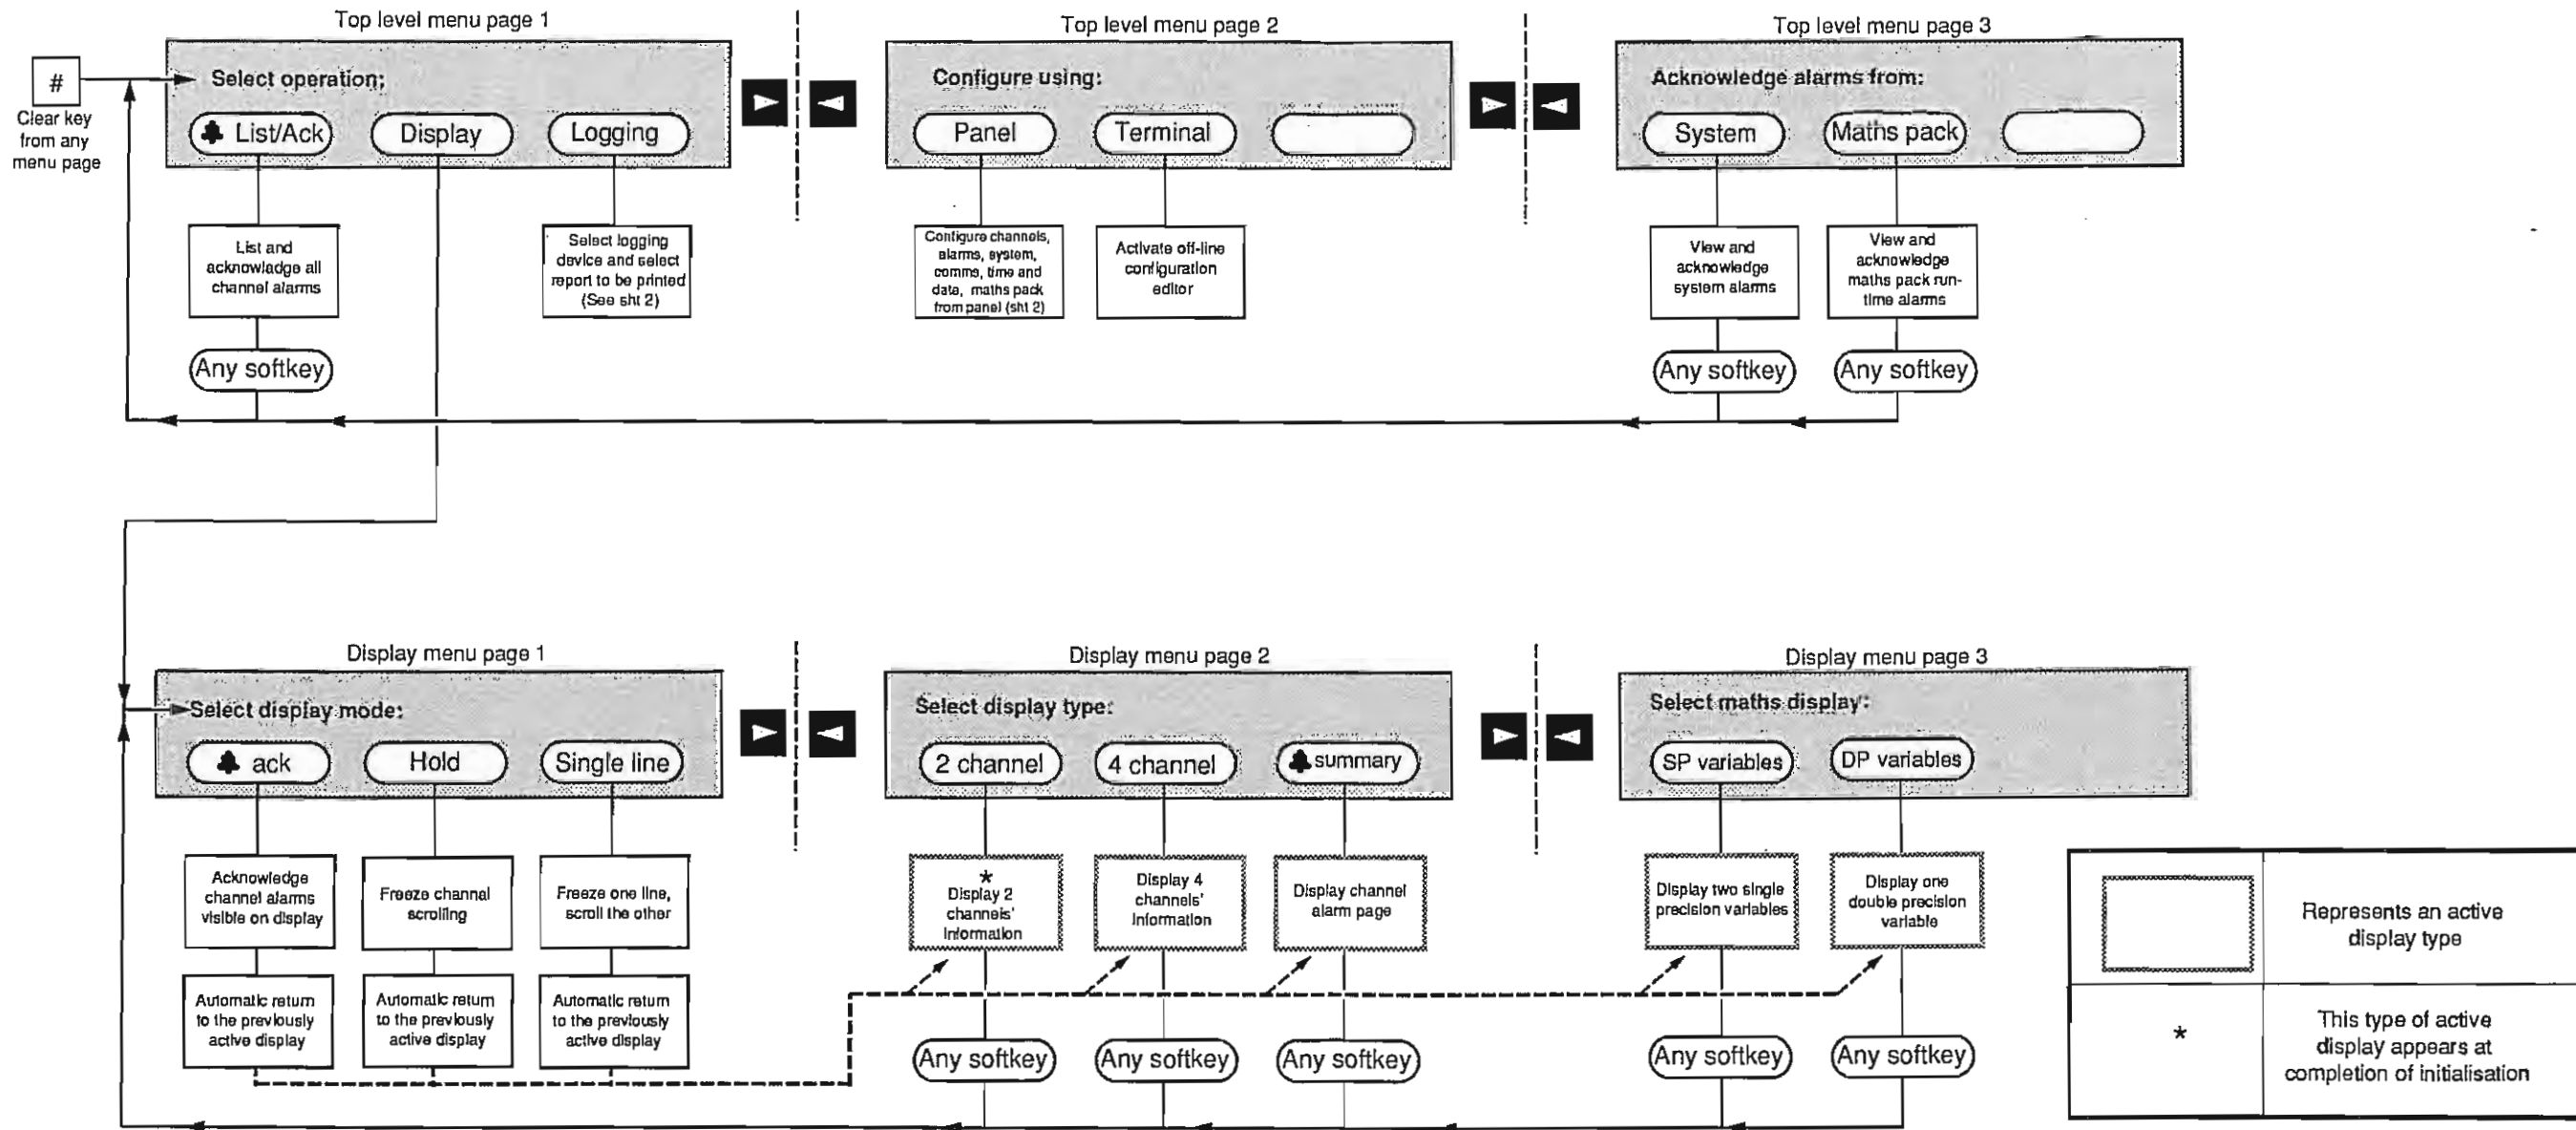 Top level menu page 1
Top level menu page 2
Top level menu page 3
#
Clear key
from any
menu page
Select operation;
List/Ack
Display
Logging
Configure using:
Panel
Terminal
Acknowledge alarms from:
System
Maths pack
List and
acknowledge all
channel alarms
Select logging
device and select
report to be printed
(See sht 2)
Configure channels,
alarms, system,
comms, time and
date, maths pack
from panel (sht 2)
Activate off-line
configuration
editor
View and
acknowledge
system alarms
View and
acknowledge
maths pack run-
time alarms
Any softkey
Any softkey
Any softkey
Display menu page 1
Display menu page 2
Display menu page 3
Select display mode:
ack
Hold
Single line
Select display type:
2 channel
4 channel
summary
Select maths display:
SP variables
DP variables
Acknowledge
channel alarms
visible on display
Freeze channel
scrolling
Freeze one line,
scroll the other
*
Display 2
channels'
Information
Display 4
channels'
Information
Display channel
alarm page
Display two single
precision variables
Display one
double precision
variable
Automatic return
to the previously
active display
Automatic return
to the previously
active display
Automatic return
to the previously
active display
Any softkey
Any softkey
Any softkey
Any softkey
Any softkey
Represents an active
display type
*
This type of active
display appears at
completion of initialisation